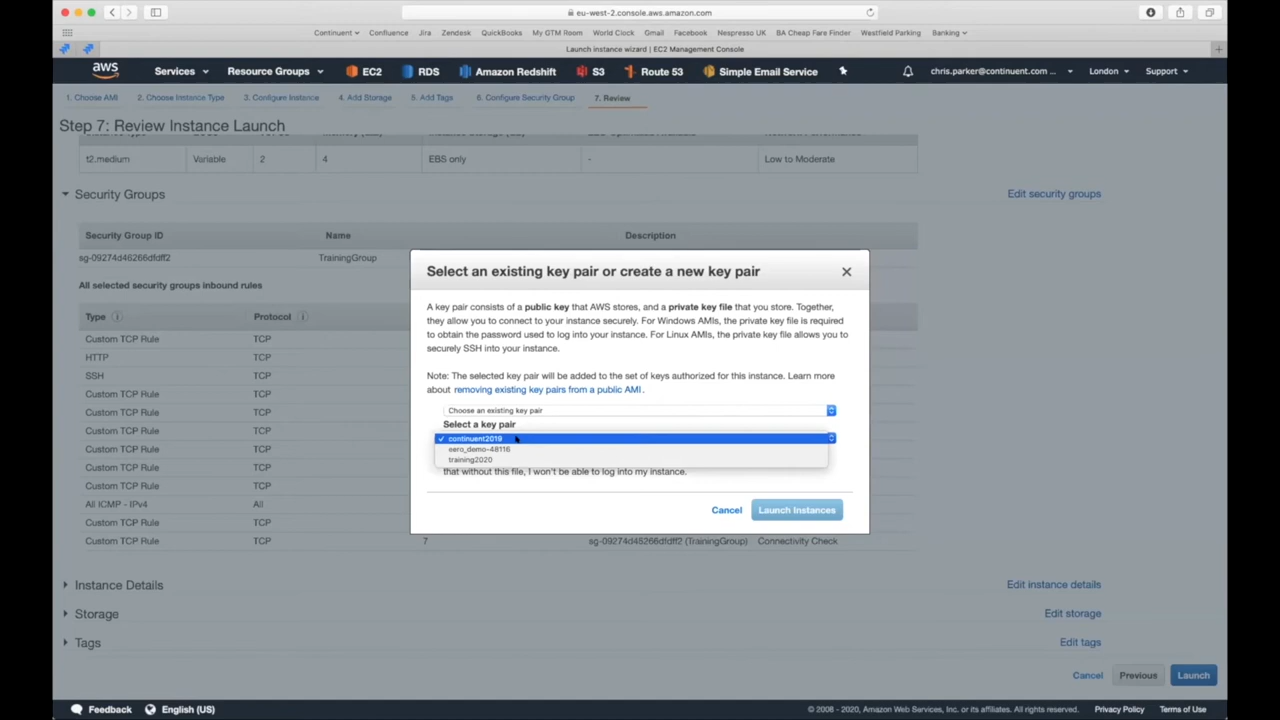 eu-west-2.console.aws.amazon.com
Continuent Confluence Jira Zendesk QuickBooks My GTM Room World Clock Gmail Facebook Nespresso UK BA Cheap Fare Finder Westfield Parking Banking
Launch instance wizard | EC2 Management Console
aws Services Resource Groups EC2 RDS Amazon Redshift S3 Route 53 Simple Email Service chris.parker@continuent.com ... London Support
1. Choose AMI 2. Choose Instance Type 3. Configure Instance 4. Add Storage 5. Add Tags 6. Configure Security Group 7. Review
Step 7: Review Instance Launch
t2.medium Variable 2 4 EBS only - Low to Moderate
Security Groups Edit security groups
Security Group ID Name Description
sg-09274d46266dfdff2 TrainingGroup
All selected security groups inbound rules
Type Protocol
Custom TCP Rule TCP
HTTP TCP
SSH TCP
Custom TCP Rule TCP
Custom TCP Rule TCP
Custom TCP Rule TCP
Custom TCP Rule TCP
Custom TCP Rule TCP
Custom TCP Rule TCP
All ICMP - IPv4 All
Custom TCP Rule TCP
Custom TCP Rule TCP 7 sg-09274d46266dfdff2 (TrainingGroup) Connectivity Check
Select an existing key pair or create a new key pair
A key pair consists of a public key that AWS stores, and a private key file that you store. Together,
they allow you to connect to your instance securely. For Windows AMIs, the private key file is required
to obtain the password used to log into your instance. For Linux AMIs, the private key file allows you to
securely SSH into your instance.
Note: The selected key pair will be added to the set of keys authorized for this instance. Learn more
about removing existing key pairs from a public AMI.
Choose an existing key pair
Select a key pair
continuent2019
eero_demo-48116
training2020
that without this file, I won't be able to log into my instance.
Cancel Launch Instances
Instance Details Edit instance details
Storage Edit storage
Tags Edit tags
Cancel Previous Launch
Feedback English (US) © 2008 - 2020, Amazon Web Services, Inc. or its affiliates. All rights reserved. Privacy Policy Terms of Use